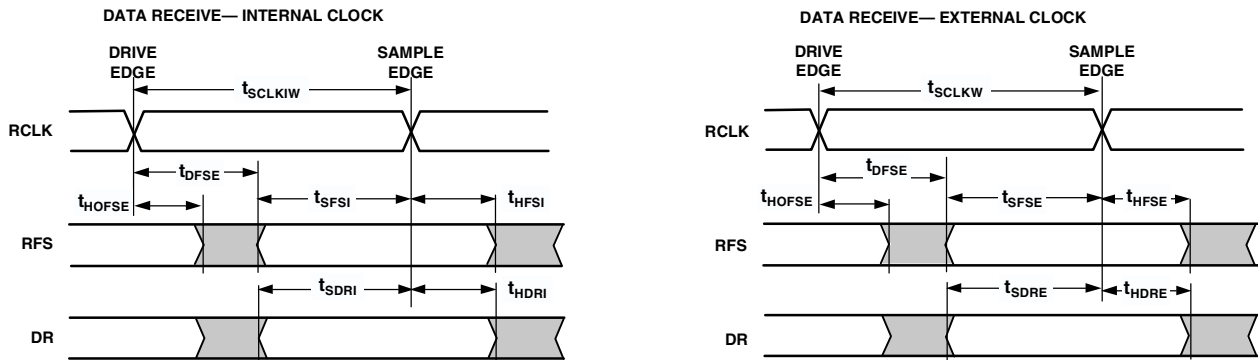 DATA RECEIVE— INTERNAL CLOCK
DRIVE
EDGE
SAMPLE
EDGE
tSCLKIW
RCLK
tDFSE
tHOFSE
tSFSI
tHFSI
RFS
tSDRI
tHDRI
DR
DATA RECEIVE— EXTERNAL CLOCK
DRIVE
EDGE
SAMPLE
EDGE
tSCLKW
RCLK
tDFSE
tHOFSE
tSFSE
tHFSE
RFS
tSDRE
tHDRE
DR